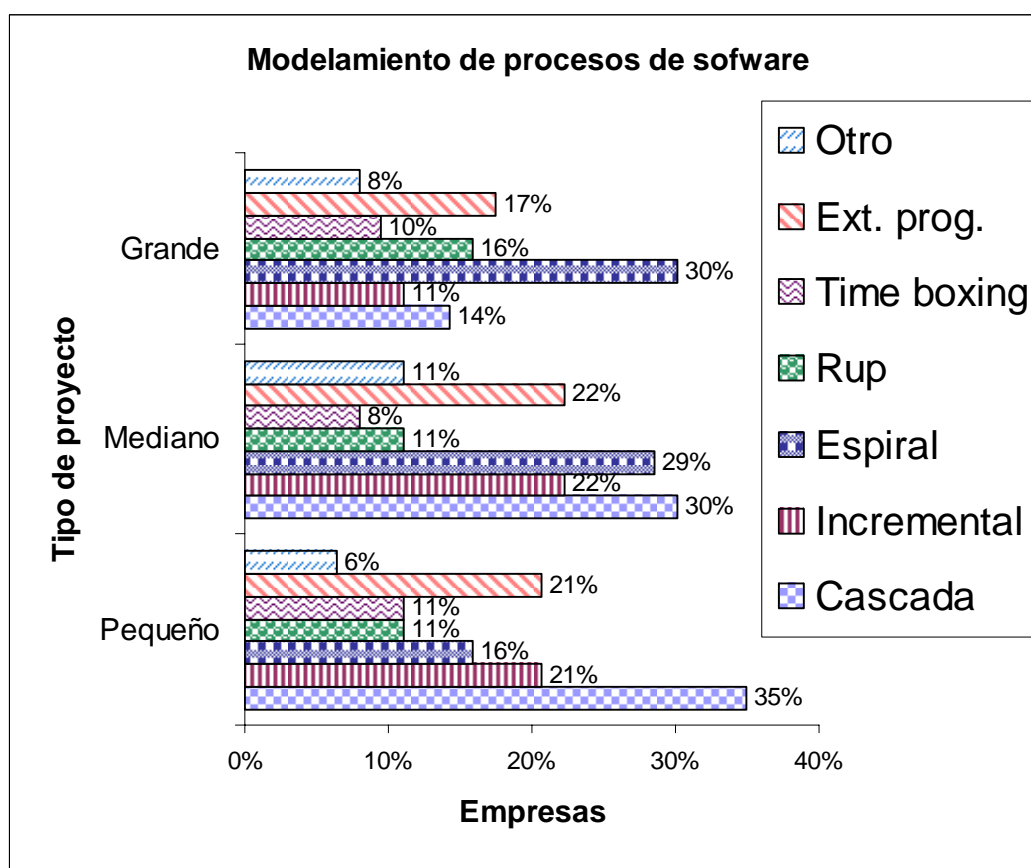 Modelamiento de procesos de sofware
Otro
Ext. prog.
Time boxing
Rup
Espiral
Incremental
Cascada
Tipo de proyecto
Grande
8%
17%
10%
16%
30%
11%
14%
Mediano
11%
22%
8%
11%
29%
22%
30%
Pequeño
6%
21%
11%
11%
16%
21%
35%
0% 10% 20% 30% 40%
Empresas